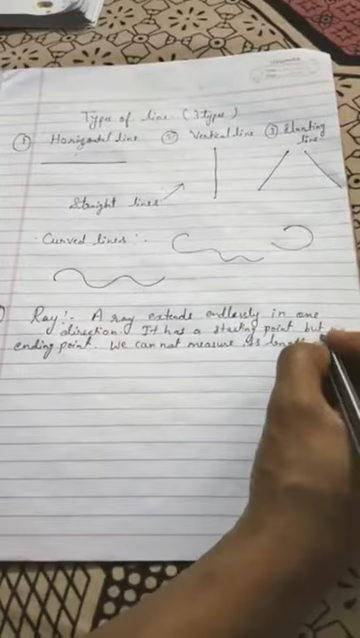 Types of line (3 types)
① Horizontal line ② Vertical line ③ Slanting line
Straight lines
Curved lines :-
Ray :- A ray extends endlessly in one
direction. It has a starting point but
ending point. We can not measure its length